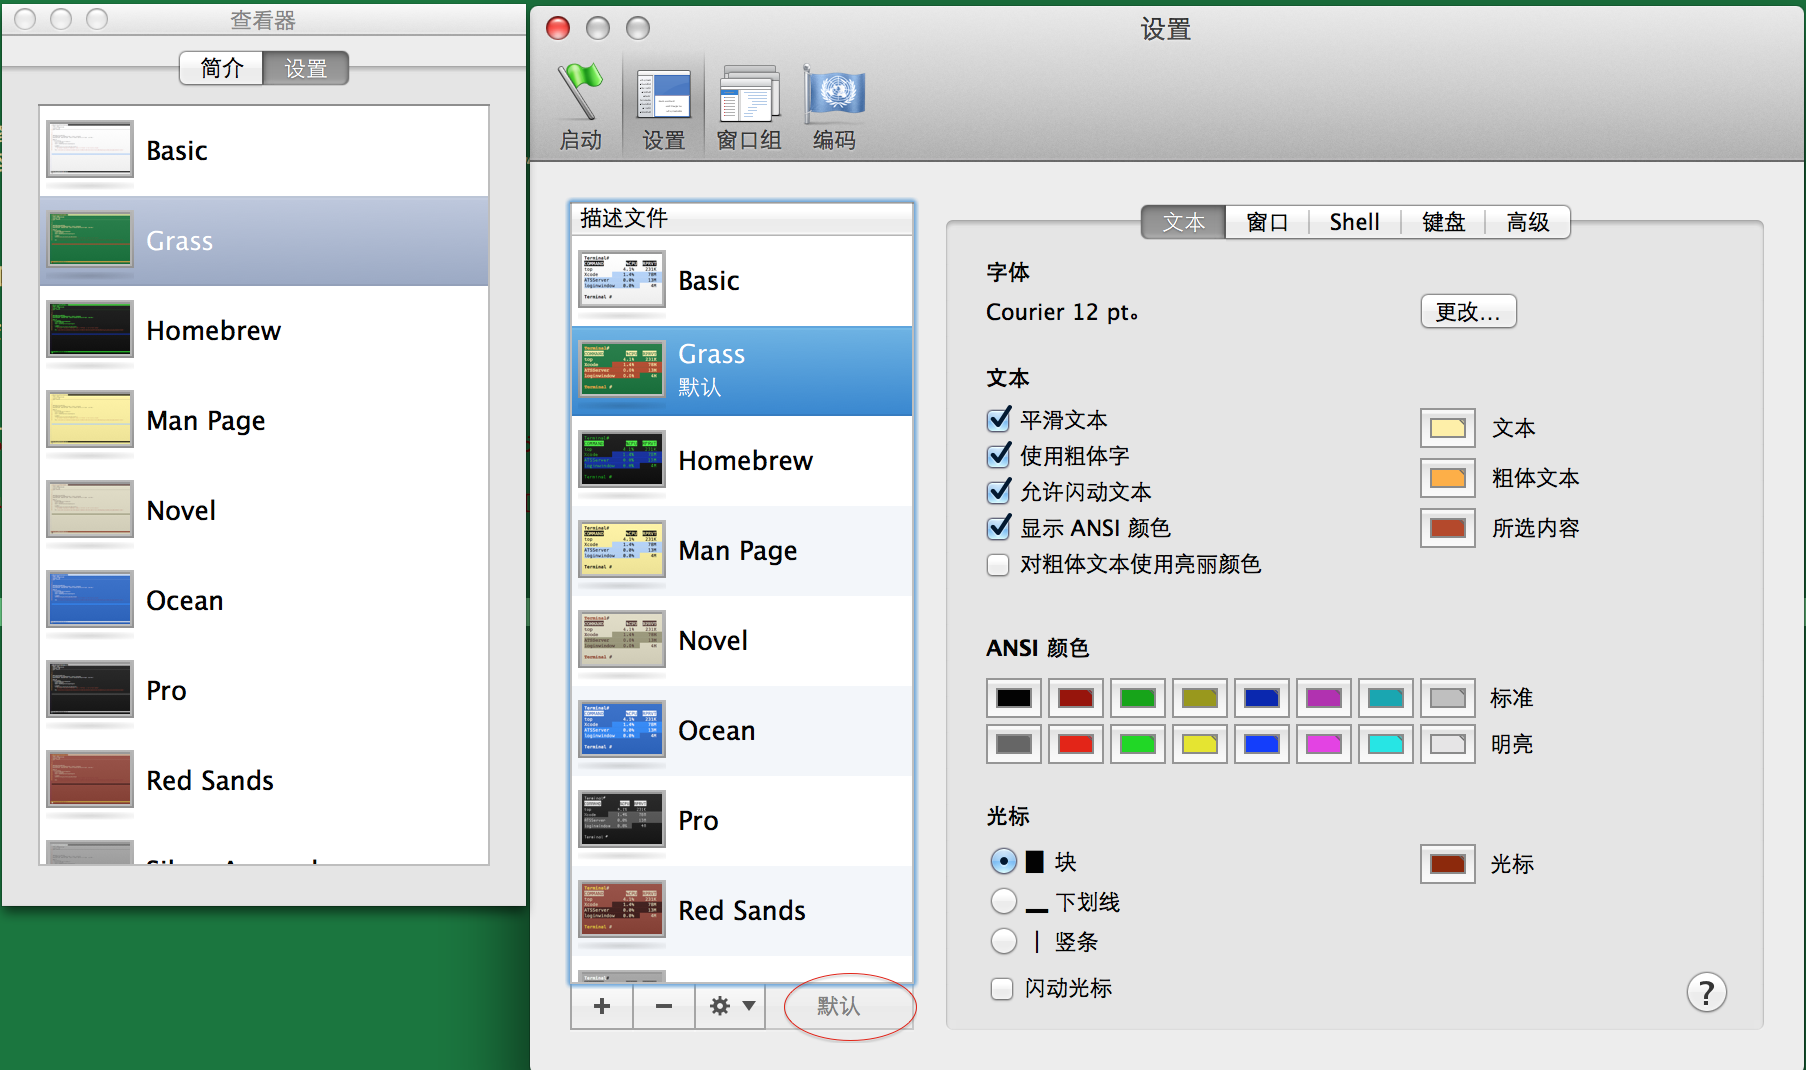 查看器
简介 设置
Basic
Grass
Homebrew
Man Page
Novel
Ocean
Pro
Red Sands
设置
启动 设置 窗口组 编码
描述文件
Basic
Grass
默认
Homebrew
Man Page
Novel
Ocean
Pro
Red Sands
+ − 默认
文本 窗口 Shell 键盘 高级
字体
Courier 12 pt。 更改...
文本
平滑文本 文本
使用粗体字
粗体文本
允许闪动文本
显示 ANSI 颜色 所选内容
对粗体文本使用亮丽颜色
ANSI 颜色
标准
明亮
光标
块 光标
下划线
竖条
闪动光标
?